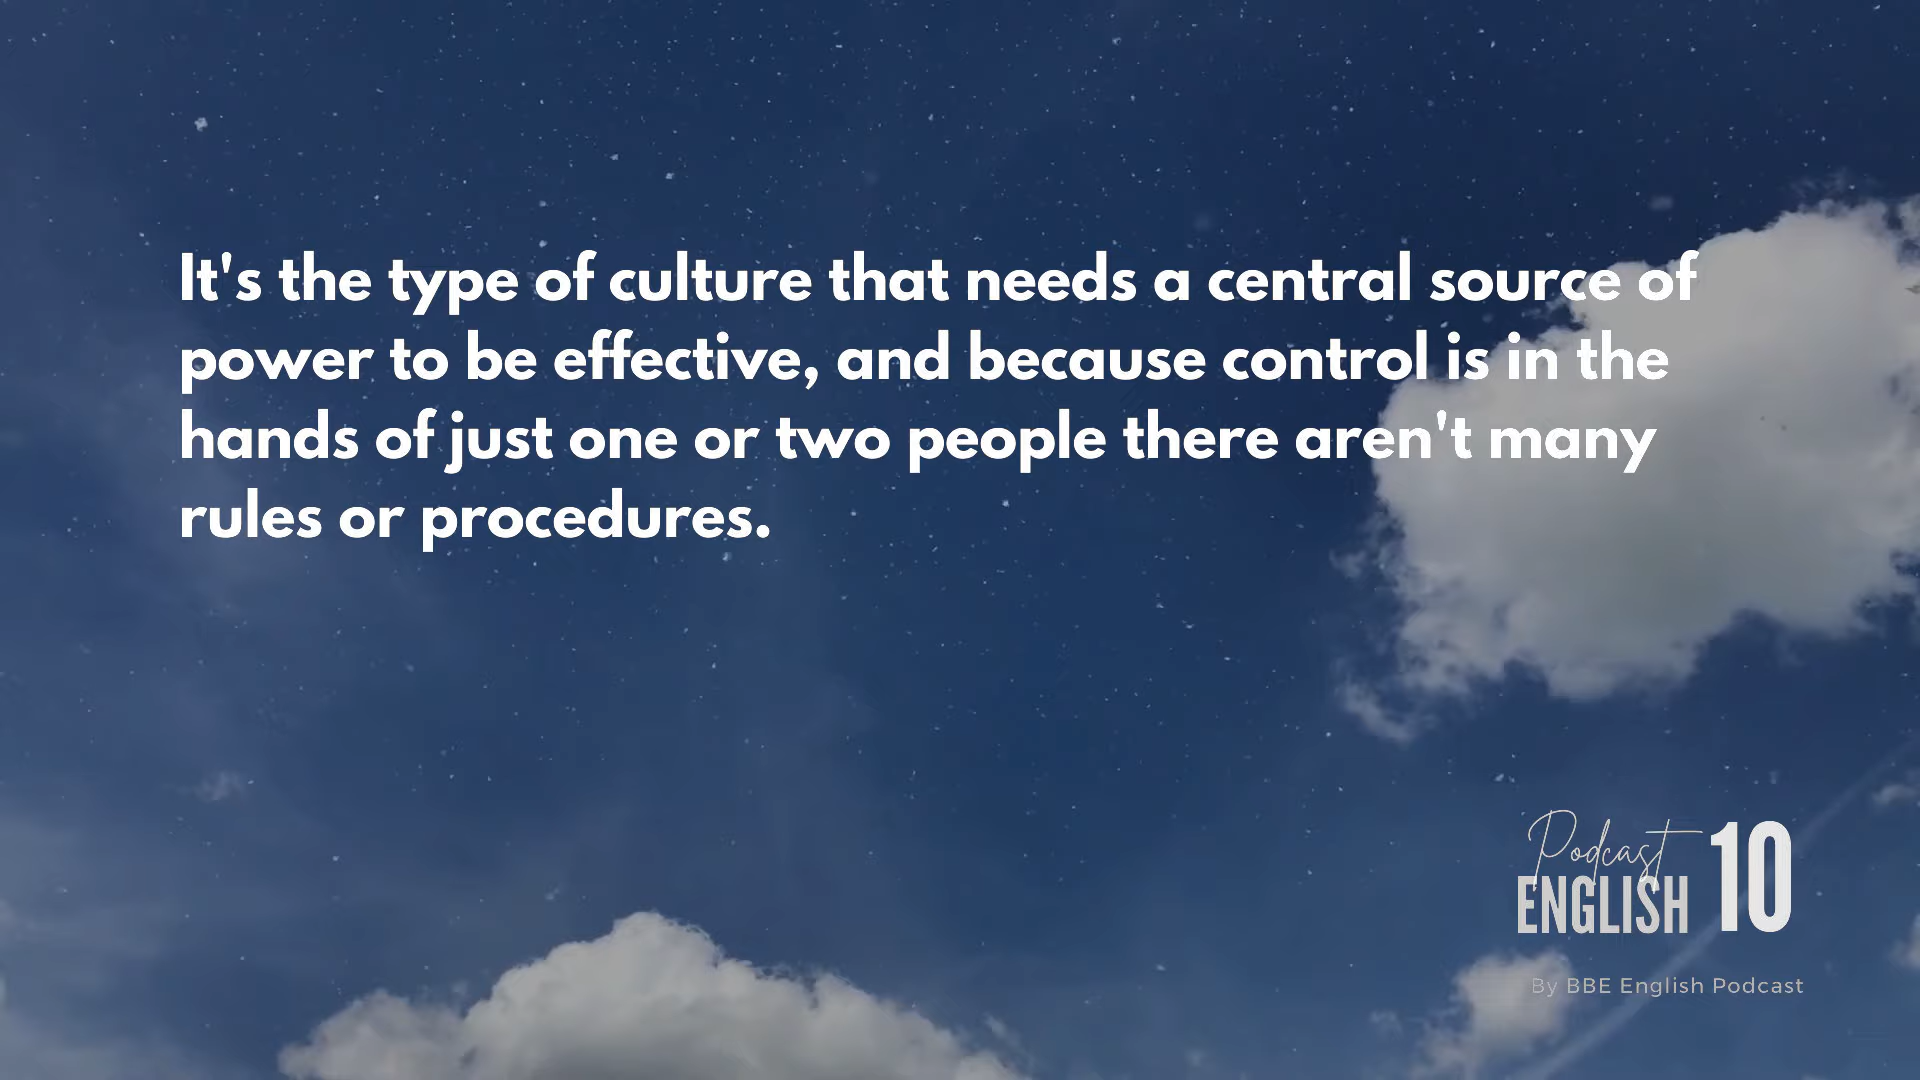 It's the type of culture that needs a central source of
power to be effective, and because control is in the
hands of just one or two people there aren't many
rules or procedures.
Podcast
ENGLISH 10
By BBE English Podcast